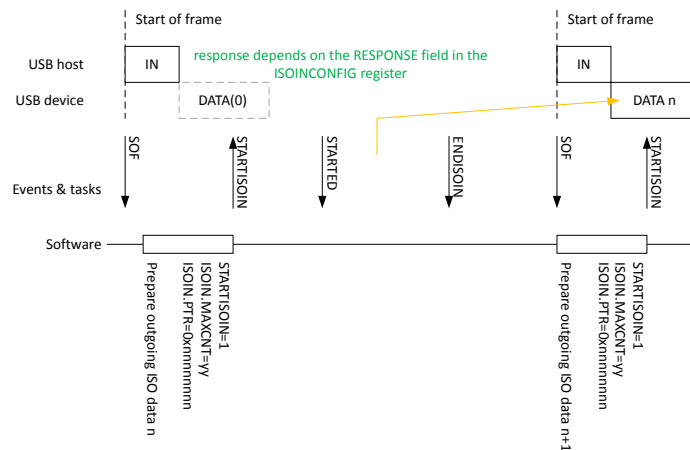 Start of frame
Start of frame
USB host
IN
response depends on the RESPONSE field in the
ISOINCONFIG register
IN
USB device
DATA(0)
DATA n
SOF
STARTISOIN
STARTED
ENDISOIN
SOF
STARTISOIN
Events & tasks
Software
STARTISOIN=1
ISOIN.MAXCNT=yy
ISOIN.PTR=0xnnnnnnnn
Prepare outgoing ISO data n
STARTISOIN=1
ISOIN.MAXCNT=yy
ISOIN.PTR=0xnnnnnnnn
Prepare outgoing ISO data n+1